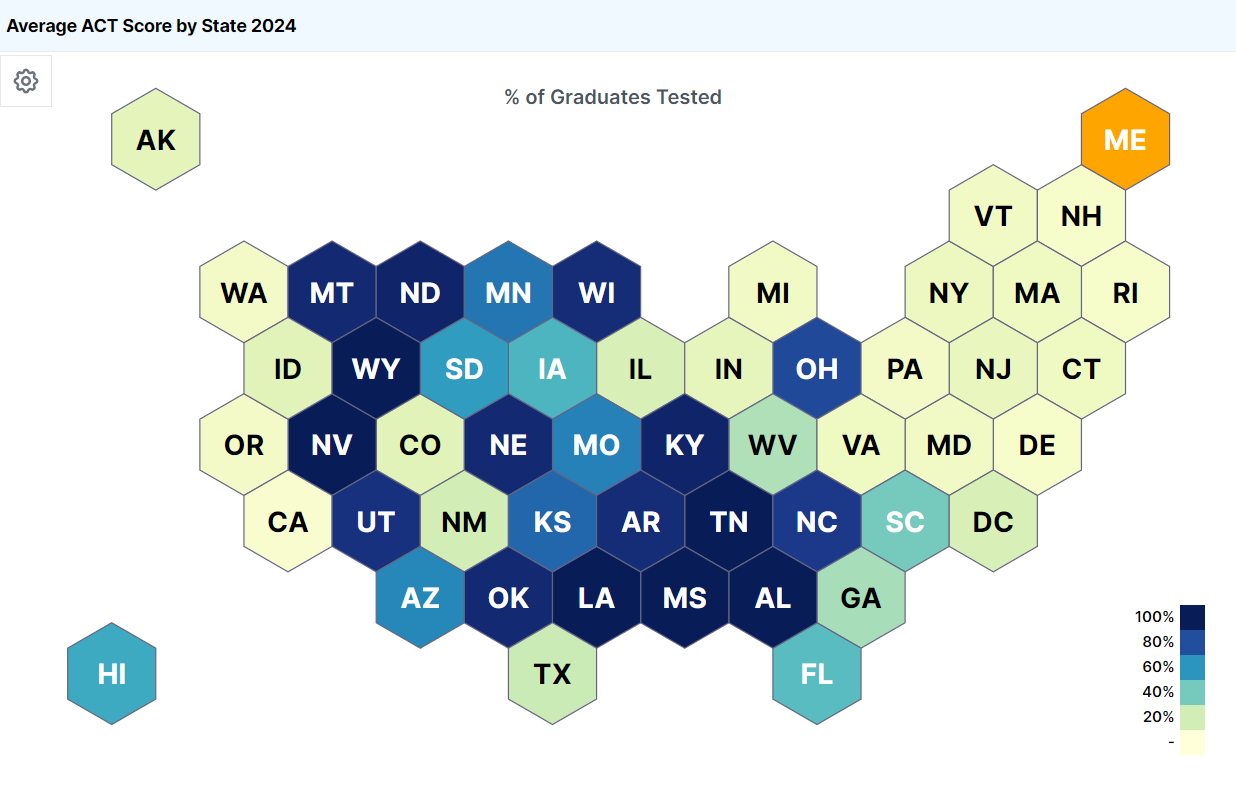 Average ACT Score by State 2024
% of Graduates Tested
AK
ME
VT NH
WA MT ND MN WI MI NY MA RI
ID WY SD IA IL IN OH PA NJ CT
OR NV CO NE MO KY WV VA MD DE
CA UT NM KS AR TN NC SC DC
AZ OK LA MS AL GA
HI TX FL
100%
80%
60%
40%
20%
-